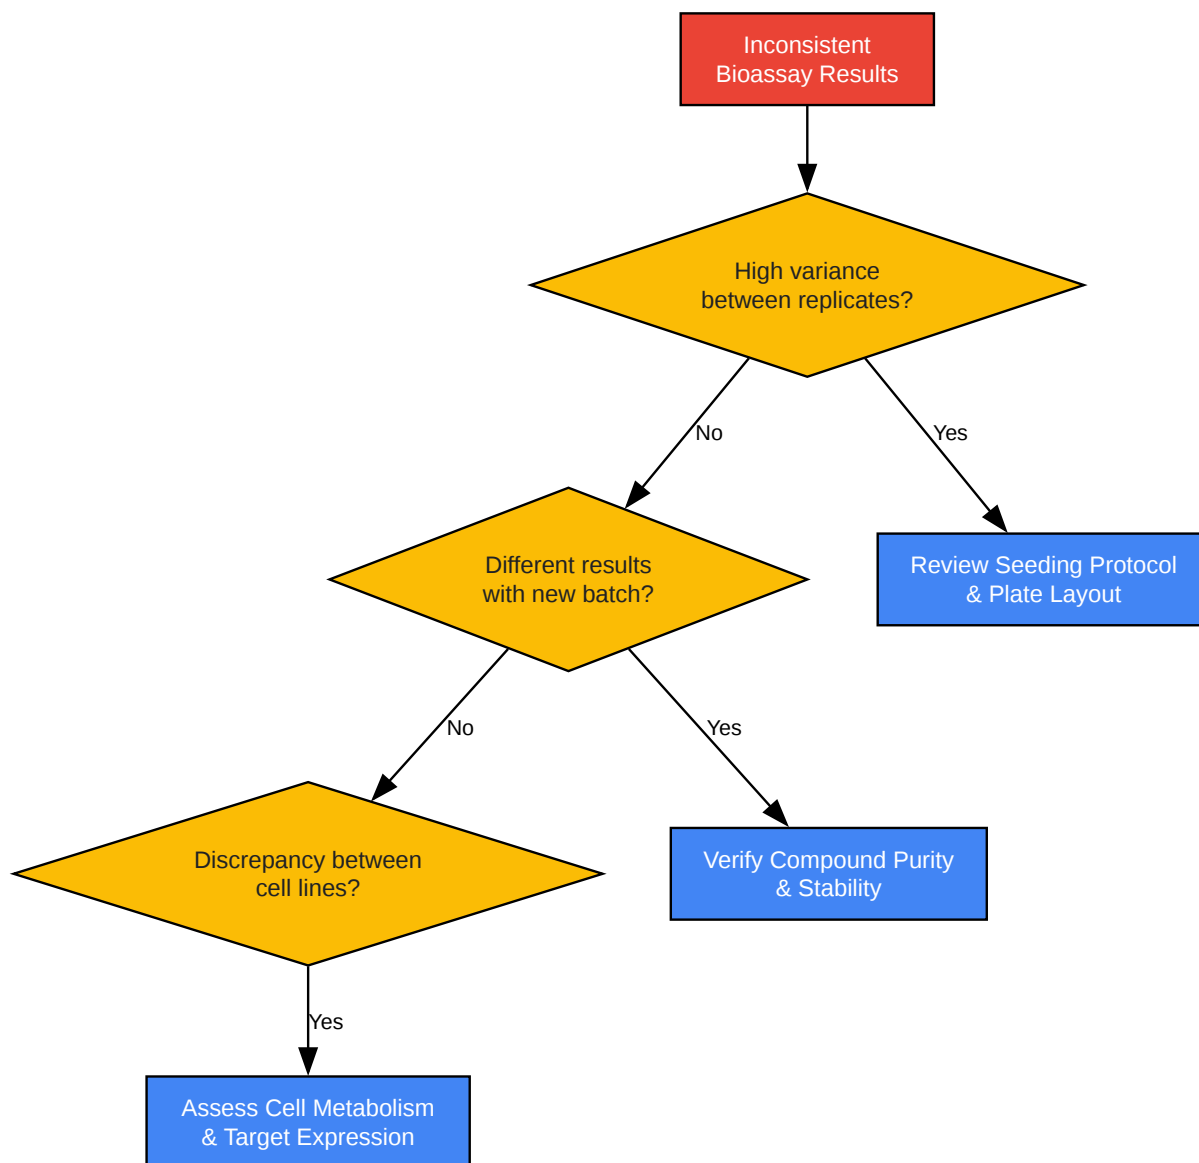 Inconsistent
Bioassay Results
High variance
between replicates?
No
Yes
Different results
with new batch?
Review Seeding Protocol
& Plate Layout
No
Yes
Discrepancy between
cell lines?
Verify Compound Purity
& Stability
Yes
Assess Cell Metabolism
& Target Expression